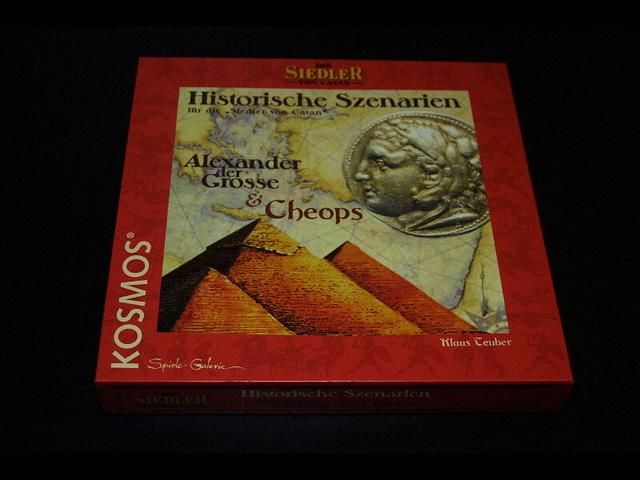 DIE
SIEDLER
VON CATAN
Historische Szenarien
für die „Siedler von Catan“
Alexander
der
Grosse
& Cheops
KOSMOS®
Klaus Teuber
Spiele-Galerie
SIEDLER
Historische Szenarien
& Cheops